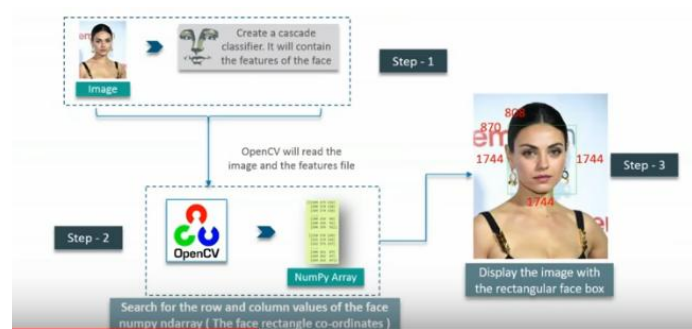 Create a cascade
classifier. It will contain
the features of the face
Image
Step - 1
OpenCV will read the
image and the features file
Step - 2
OpenCV
NumPy Array
Search for the row and column values of the face
numpy ndarray ( The face rectangle co-ordinates )
808
870
em
1744
1744
1744
Step - 3
Display the image with
the rectangular face box